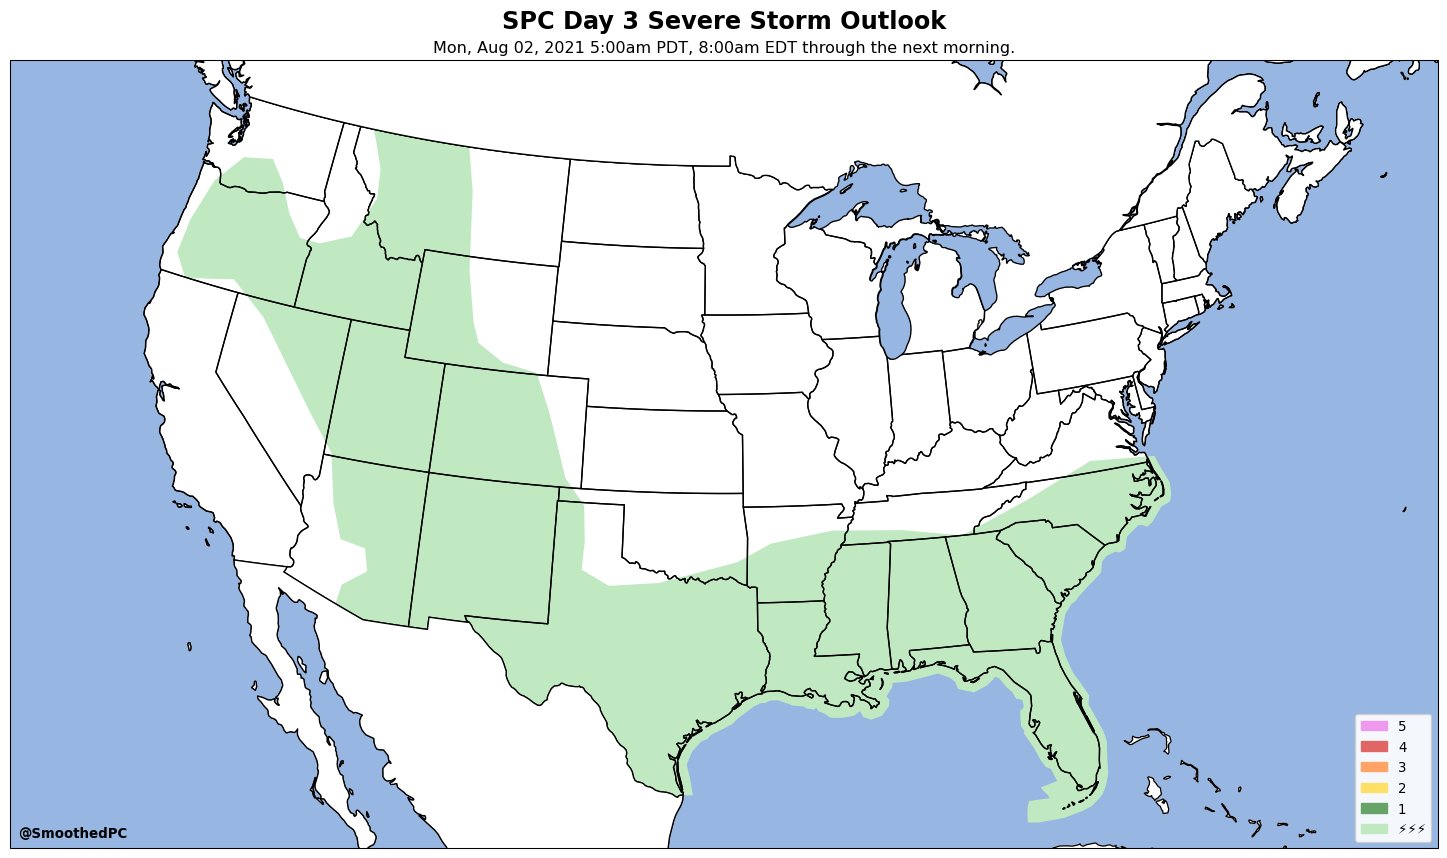 SPC Day 3 Severe Storm Outlook
Mon, Aug 02, 2021 5:00am PDT, 8:00am EDT through the next morning.
5
4
3
2
1
⚡⚡⚡
@SmoothedPC